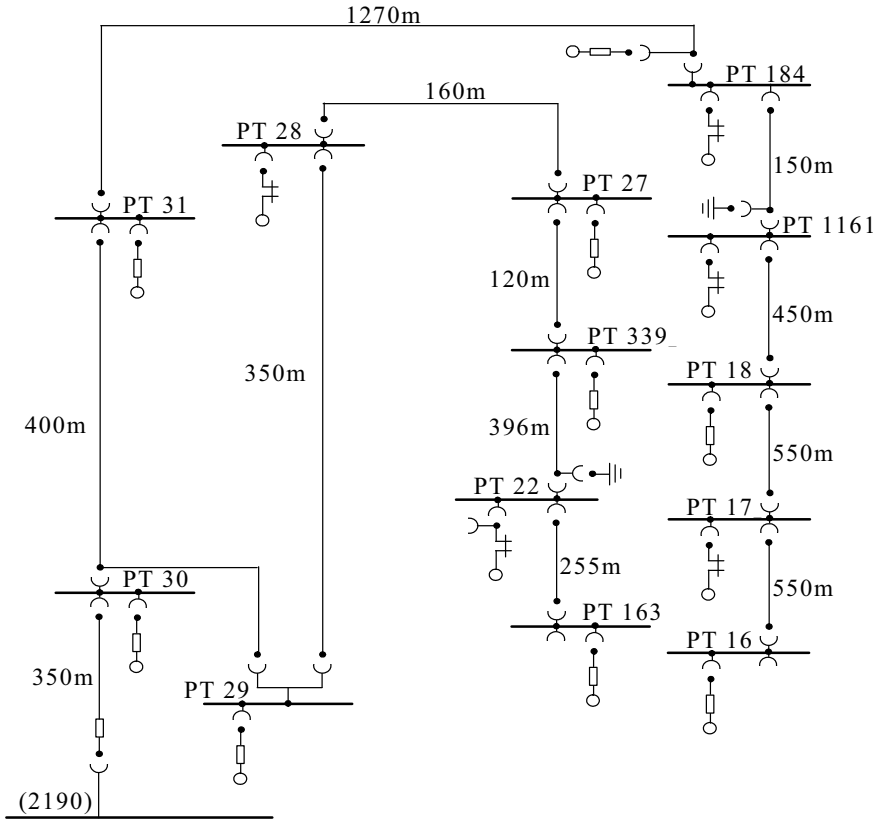 1270m
PT 184
160m
PT 28
150m
PT 31
PT 27
PT 1161
120m
450m
PT 339
350m
PT 18
400m
396m
550m
PT 22
PT 17
255m
PT 30
550m
PT 163
PT 16
350m
PT 29
(2190)